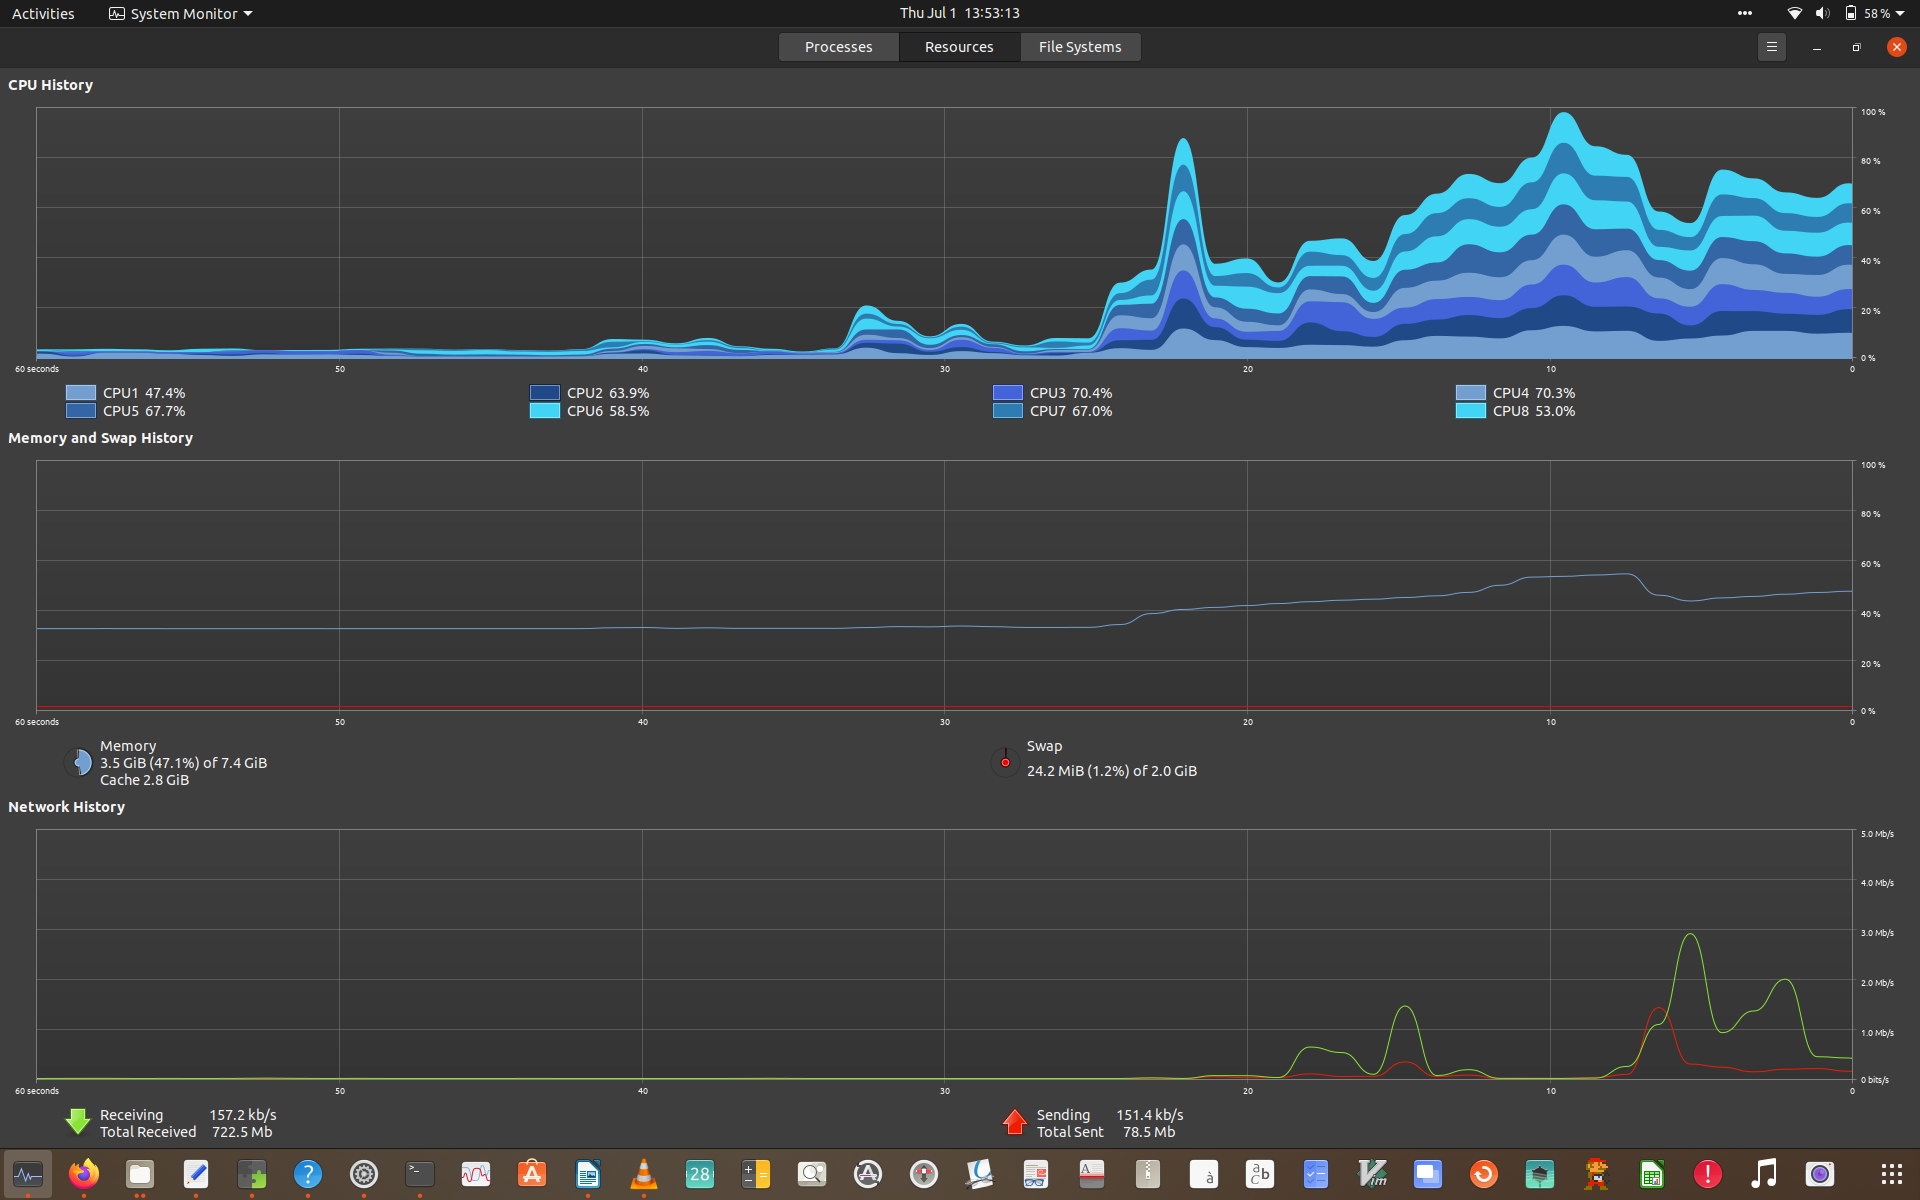 Activities System Monitor Thu Jul 1 13:53:13 58 %
Processes Resources File Systems
CPU History
100 %
80 %
60 %
40 %
20 %
0 %
60 seconds 50 40 30 20 10 0
CPU1 47.4% CPU2 63.9% CPU3 70.4% CPU4 70.3%
CPU5 67.7% CPU6 58.5% CPU7 67.0% CPU8 53.0%
Memory and Swap History
100 %
80 %
60 %
40 %
20 %
0 %
60 seconds 50 40 30 20 10 0
Memory
3.5 GiB (47.1%) of 7.4 GiB
Cache 2.8 GiB
Swap
24.2 MiB (1.2%) of 2.0 GiB
Network History
5.0 Mb/s
4.0 Mb/s
3.0 Mb/s
2.0 Mb/s
1.0 Mb/s
0 bits/s
60 seconds 50 40 30 20 10 0
Receiving 157.2 kb/s
Total Received 722.5 Mb
Sending 151.4 kb/s
Total Sent 78.5 Mb
28
à
a b c
Vim